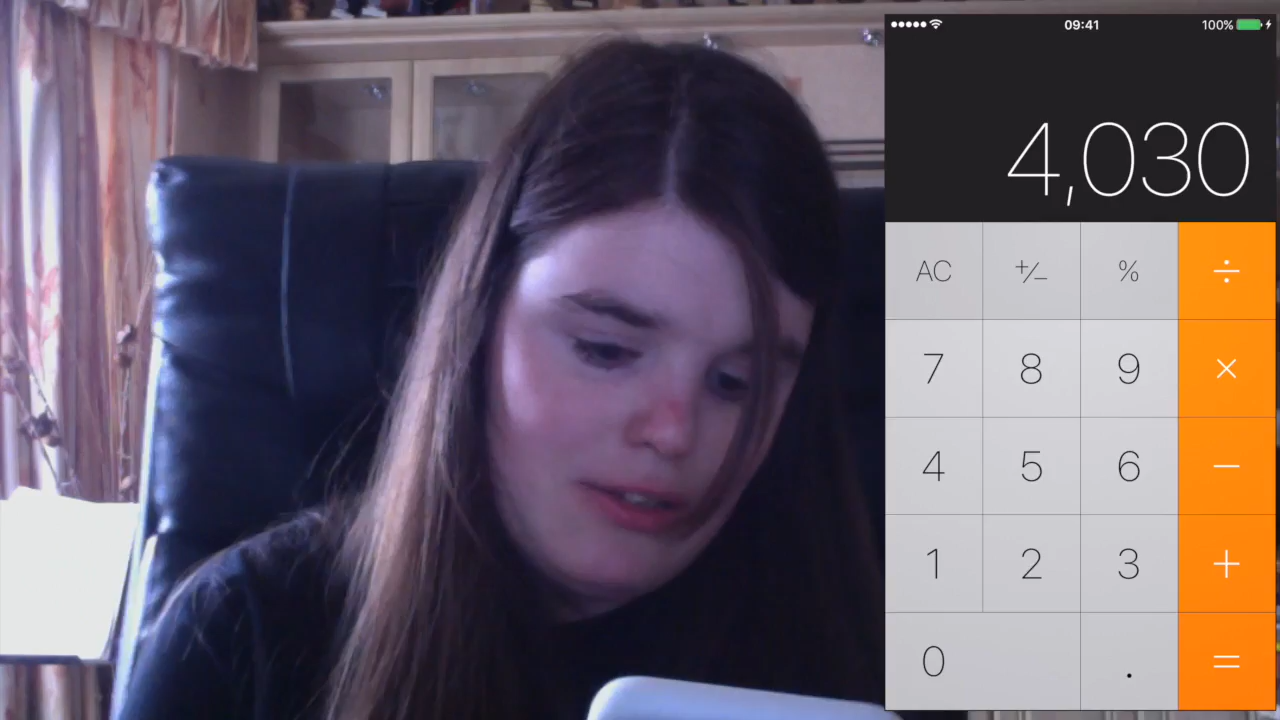 09:41 100%
4,030
AC +/− % ÷
7 8 9 ×
4 5 6 −
1 2 3 +
0 . =